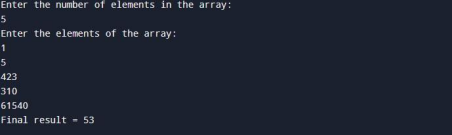 Enter the number of elements in the array:
5
Enter the elements of the array:
1
5
423
310
61540
Final result = 53